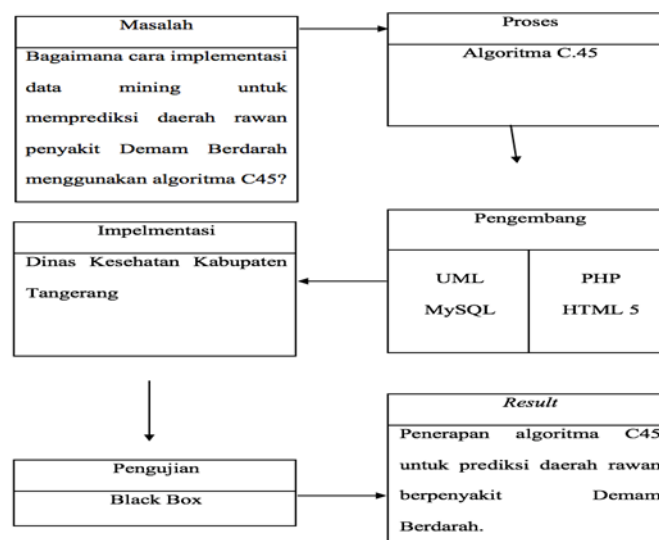 Masalah
Bagaimana cara implementasi
data mining untuk
memprediksi daerah rawan
penyakit Demam Berdarah
menggunakan algoritma C45?
Proses
Algoritma C.45
Pengembang
UML
MySQL
PHP
HTML 5
Impelmentasi
Dinas Kesehatan Kabupaten
Tangerang
Pengujian
Black Box
Result
Penerapan algoritma C45
untuk prediksi daerah rawan
berpenyakit Demam
Berdarah.